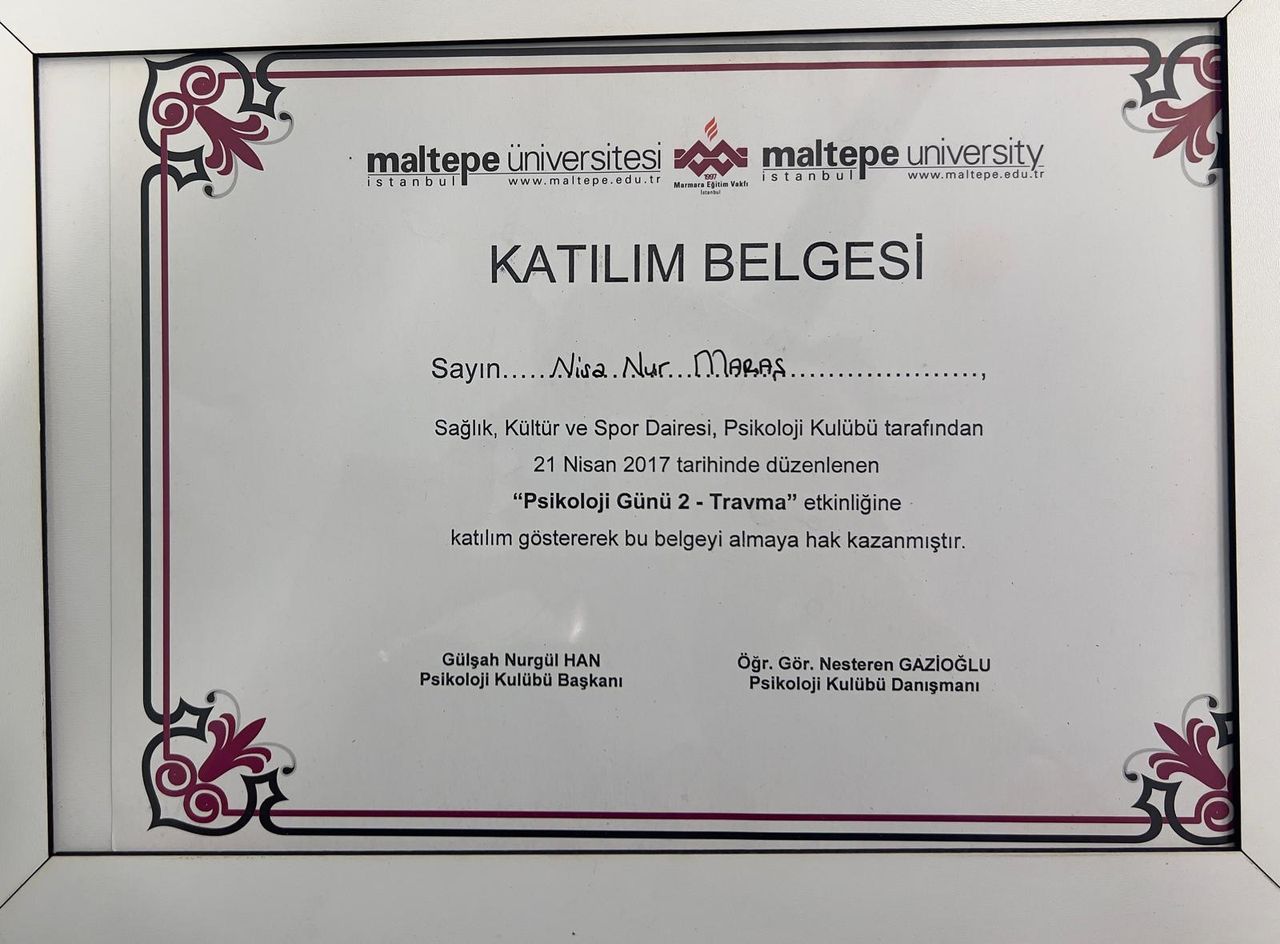 maltepe üniversitesi
istanbul www.maltepe.edu.tr
1997
Marmara Eğitim Vakfı
İstanbul
maltepe university
istanbul www.maltepe.edu.tr
KATILIM BELGESİ
Sayın.....Nisa Nur MARAŞ.....................,
Sağlık, Kültür ve Spor Dairesi, Psikoloji Kulübü tarafından
21 Nisan 2017 tarihinde düzenlenen
“Psikoloji Günü 2 - Travma” etkinliğine
katılım göstererek bu belgeyi almaya hak kazanmıştır.
Gülşah Nurgül HAN
Psikoloji Kulübü Başkanı
Öğr. Gör. Nesteren GAZİOĞLU
Psikoloji Kulübü Danışmanı